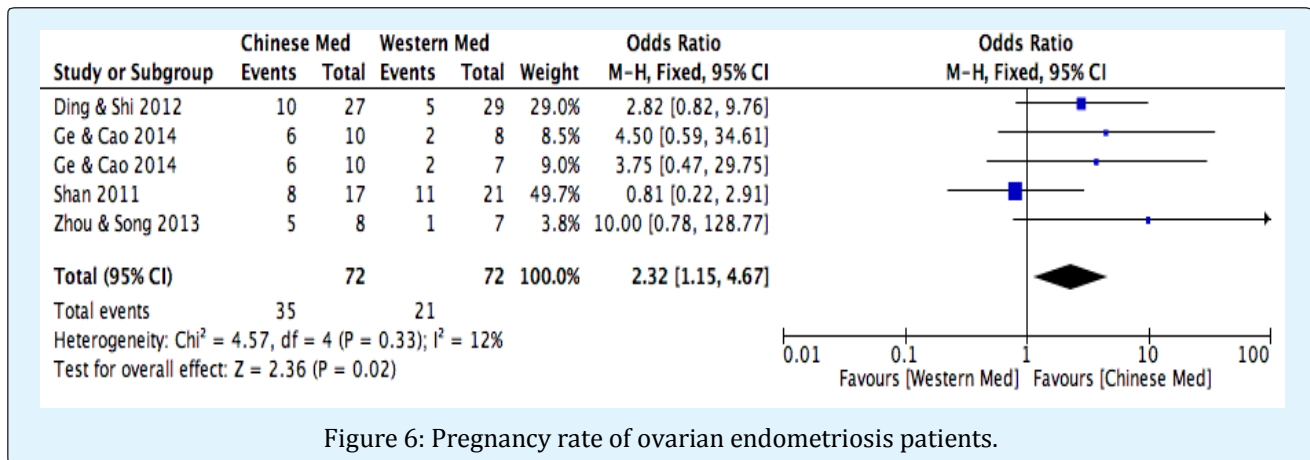 Chinese Med Western Med Odds Ratio Odds Ratio
Study or Subgroup Events Total Events Total Weight M-H, Fixed, 95% CI M-H, Fixed, 95% CI
Ding & Shi 2012 10 27 5 29 29.0% 2.82 [0.82, 9.76]
Ge & Cao 2014 6 10 2 8 8.5% 4.50 [0.59, 34.61]
Ge & Cao 2014 6 10 2 7 9.0% 3.75 [0.47, 29.75]
Shan 2011 8 17 11 21 49.7% 0.81 [0.22, 2.91]
Zhou & Song 2013 5 8 1 7 3.8% 10.00 [0.78, 128.77]
Total (95% CI) 72 72 100.0% 2.32 [1.15, 4.67]
Total events 35 21
Heterogeneity: Chi² = 4.57, df = 4 (P = 0.33); I² = 12%
Test for overall effect: Z = 2.36 (P = 0.02)
0.01 0.1 1 10 100
Favours [Western Med] Favours [Chinese Med]
Figure 6: Pregnancy rate of ovarian endometriosis patients.